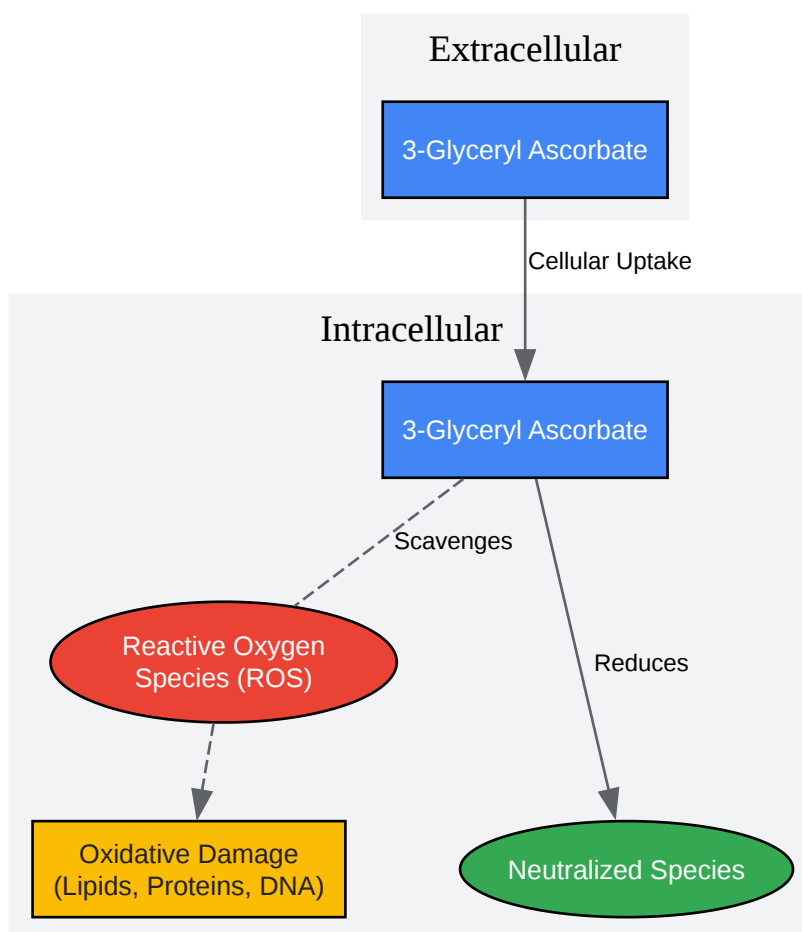 Extracellular
3-Glyceryl Ascorbate
Cellular Uptake
Intracellular
3-Glyceryl Ascorbate
Scavenges
Reactive Oxygen
Species (ROS)
Reduces
Oxidative Damage
(Lipids, Proteins, DNA)
Neutralized Species